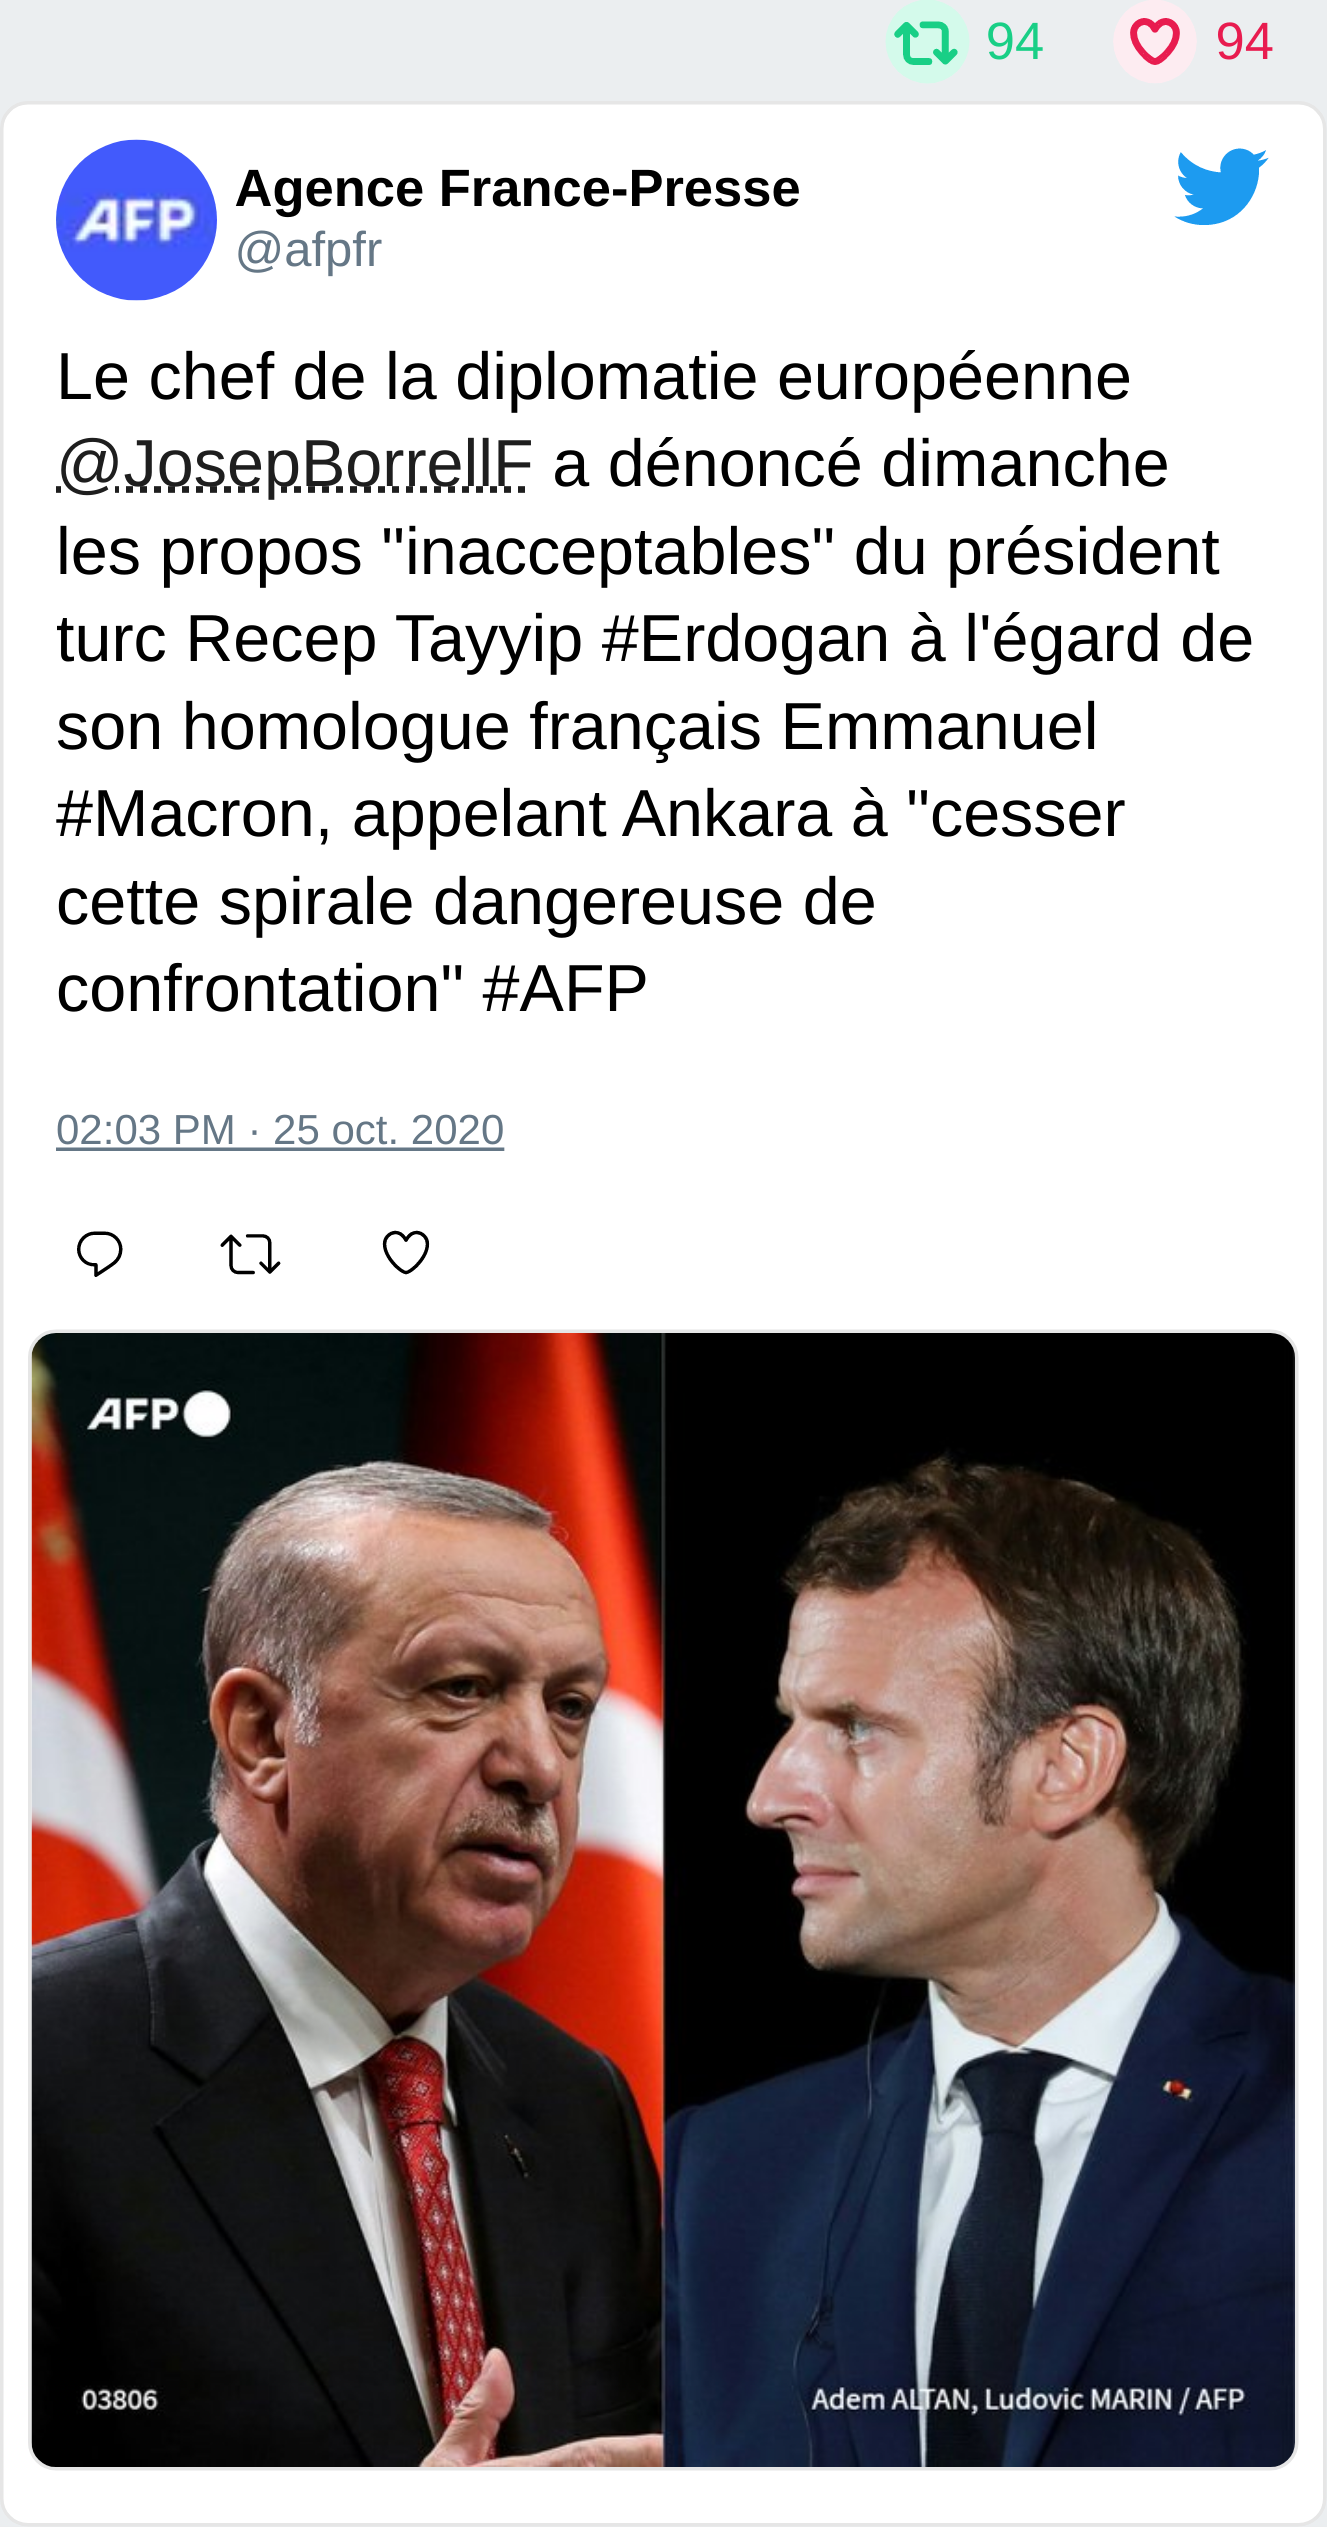 94 94
AFP
Agence France-Presse
@afpfr
Le chef de la diplomatie européenne
@JosepBorrellF a dénoncé dimanche
les propos "inacceptables" du président
turc Recep Tayyip #Erdogan à l'égard de
son homologue français Emmanuel
#Macron, appelant Ankara à "cesser
cette spirale dangereuse de
confrontation" #AFP
02:03 PM · 25 oct. 2020
AFP
03806
Adem ALTAN, Ludovic MARIN / AFP